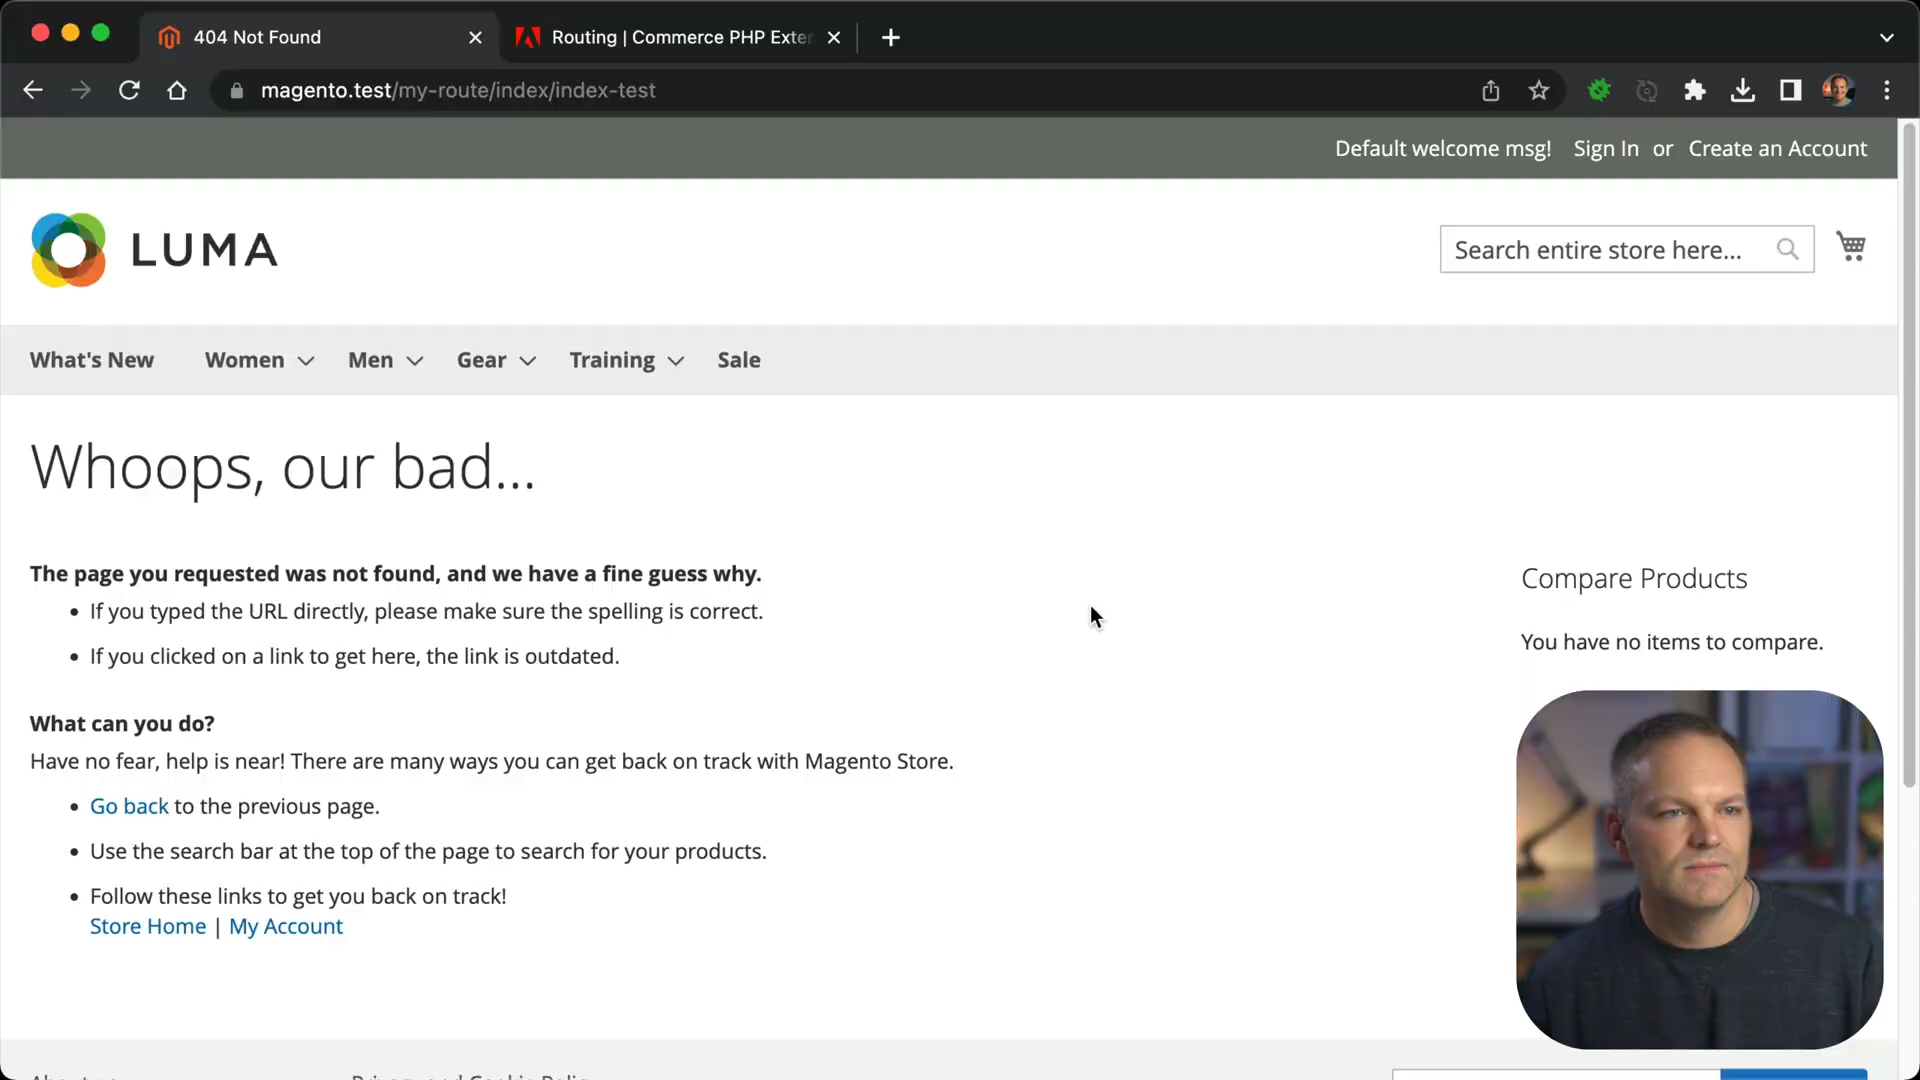 404 Not Found
Routing | Commerce PHP Exter
magento.test/my-route/index/index-test
Default welcome msg! Sign In or Create an Account
LUMA
Search entire store here...
What's New Women Men Gear Training Sale
Whoops, our bad...
The page you requested was not found, and we have a fine guess why.
If you typed the URL directly, please make sure the spelling is correct.
If you clicked on a link to get here, the link is outdated.
Compare Products
You have no items to compare.
What can you do?
Have no fear, help is near! There are many ways you can get back on track with Magento Store.
Go back to the previous page.
Use the search bar at the top of the page to search for your products.
Follow these links to get you back on track!
Store Home | My Account